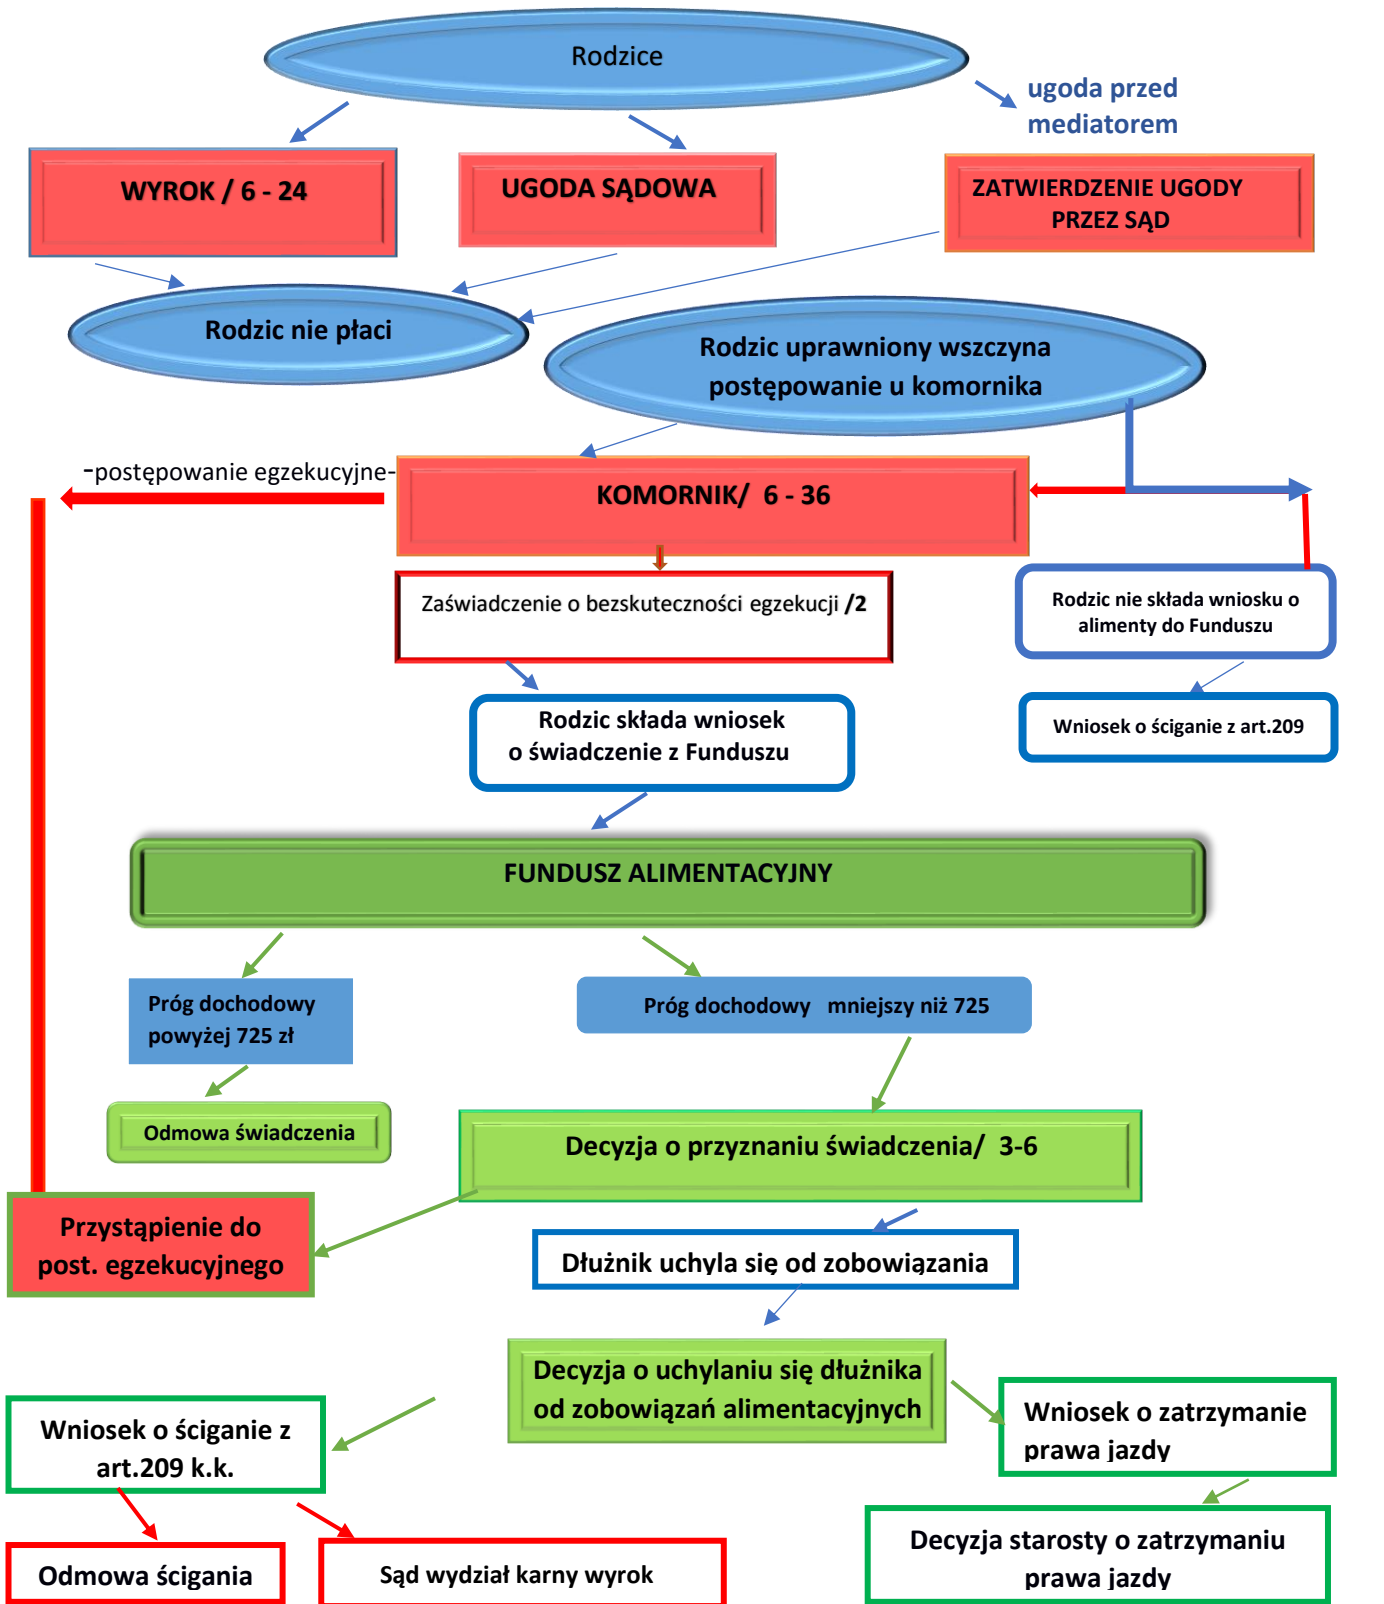 Rodzice
ugoda przed
mediatorem
WYROK / 6 - 24
UGODA SĄDOWA
ZATWIERDZENIE UGODY
PRZEZ SĄD
Rodzic nie płaci
Rodzic uprawniony wszczyna
postępowanie u komornika
-postępowanie egzekucyjne-
KOMORNIK/ 6 - 36
Zaświadczenie o bezskuteczności egzekucji /2
Rodzic nie składa wniosku o
alimenty do Funduszu
Rodzic składa wniosek
o świadczenie z Funduszu
Wniosek o ściganie z art.209
FUNDUSZ ALIMENTACYJNY
Próg dochodowy
powyżej 725 zł
Próg dochodowy mniejszy niż 725
Odmowa świadczenia
Decyzja o przyznaniu świadczenia/ 3-6
Przystąpienie do
post. egzekucyjnego
Dłużnik uchyla się od zobowiązania
Decyzja o uchylaniu się dłużnika
od zobowiązań alimentacyjnych
Wniosek o ściganie z
art.209 k.k.
Wniosek o zatrzymanie
prawa jazdy
Odmowa ścigania
Sąd wydział karny wyrok
Decyzja starosty o zatrzymaniu
prawa jazdy